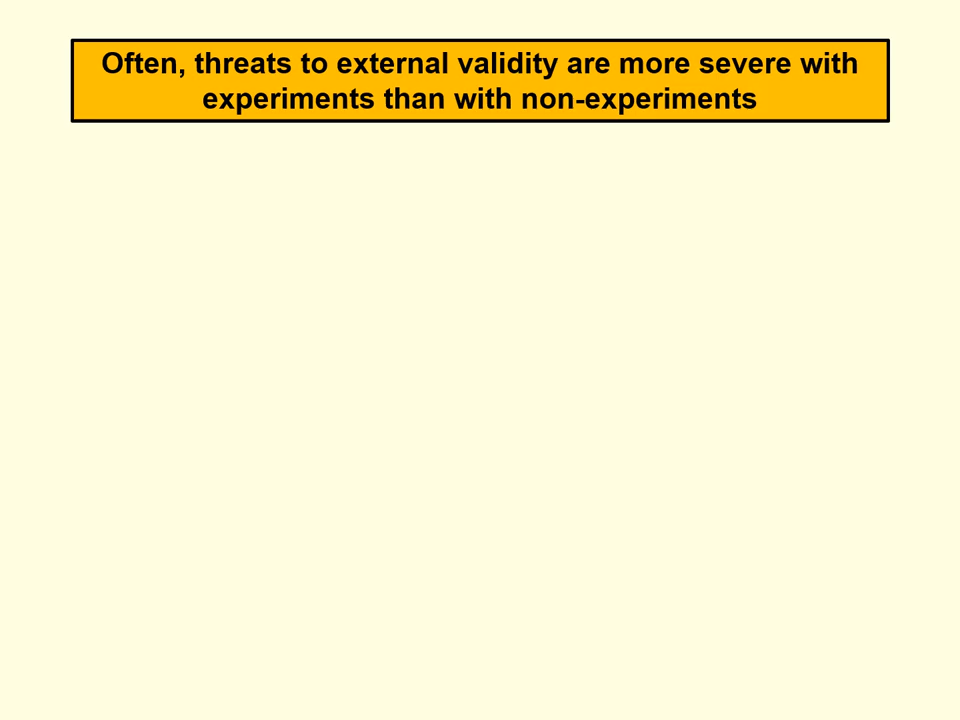 Often, threats to external validity are more severe with
experiments than with non-experiments